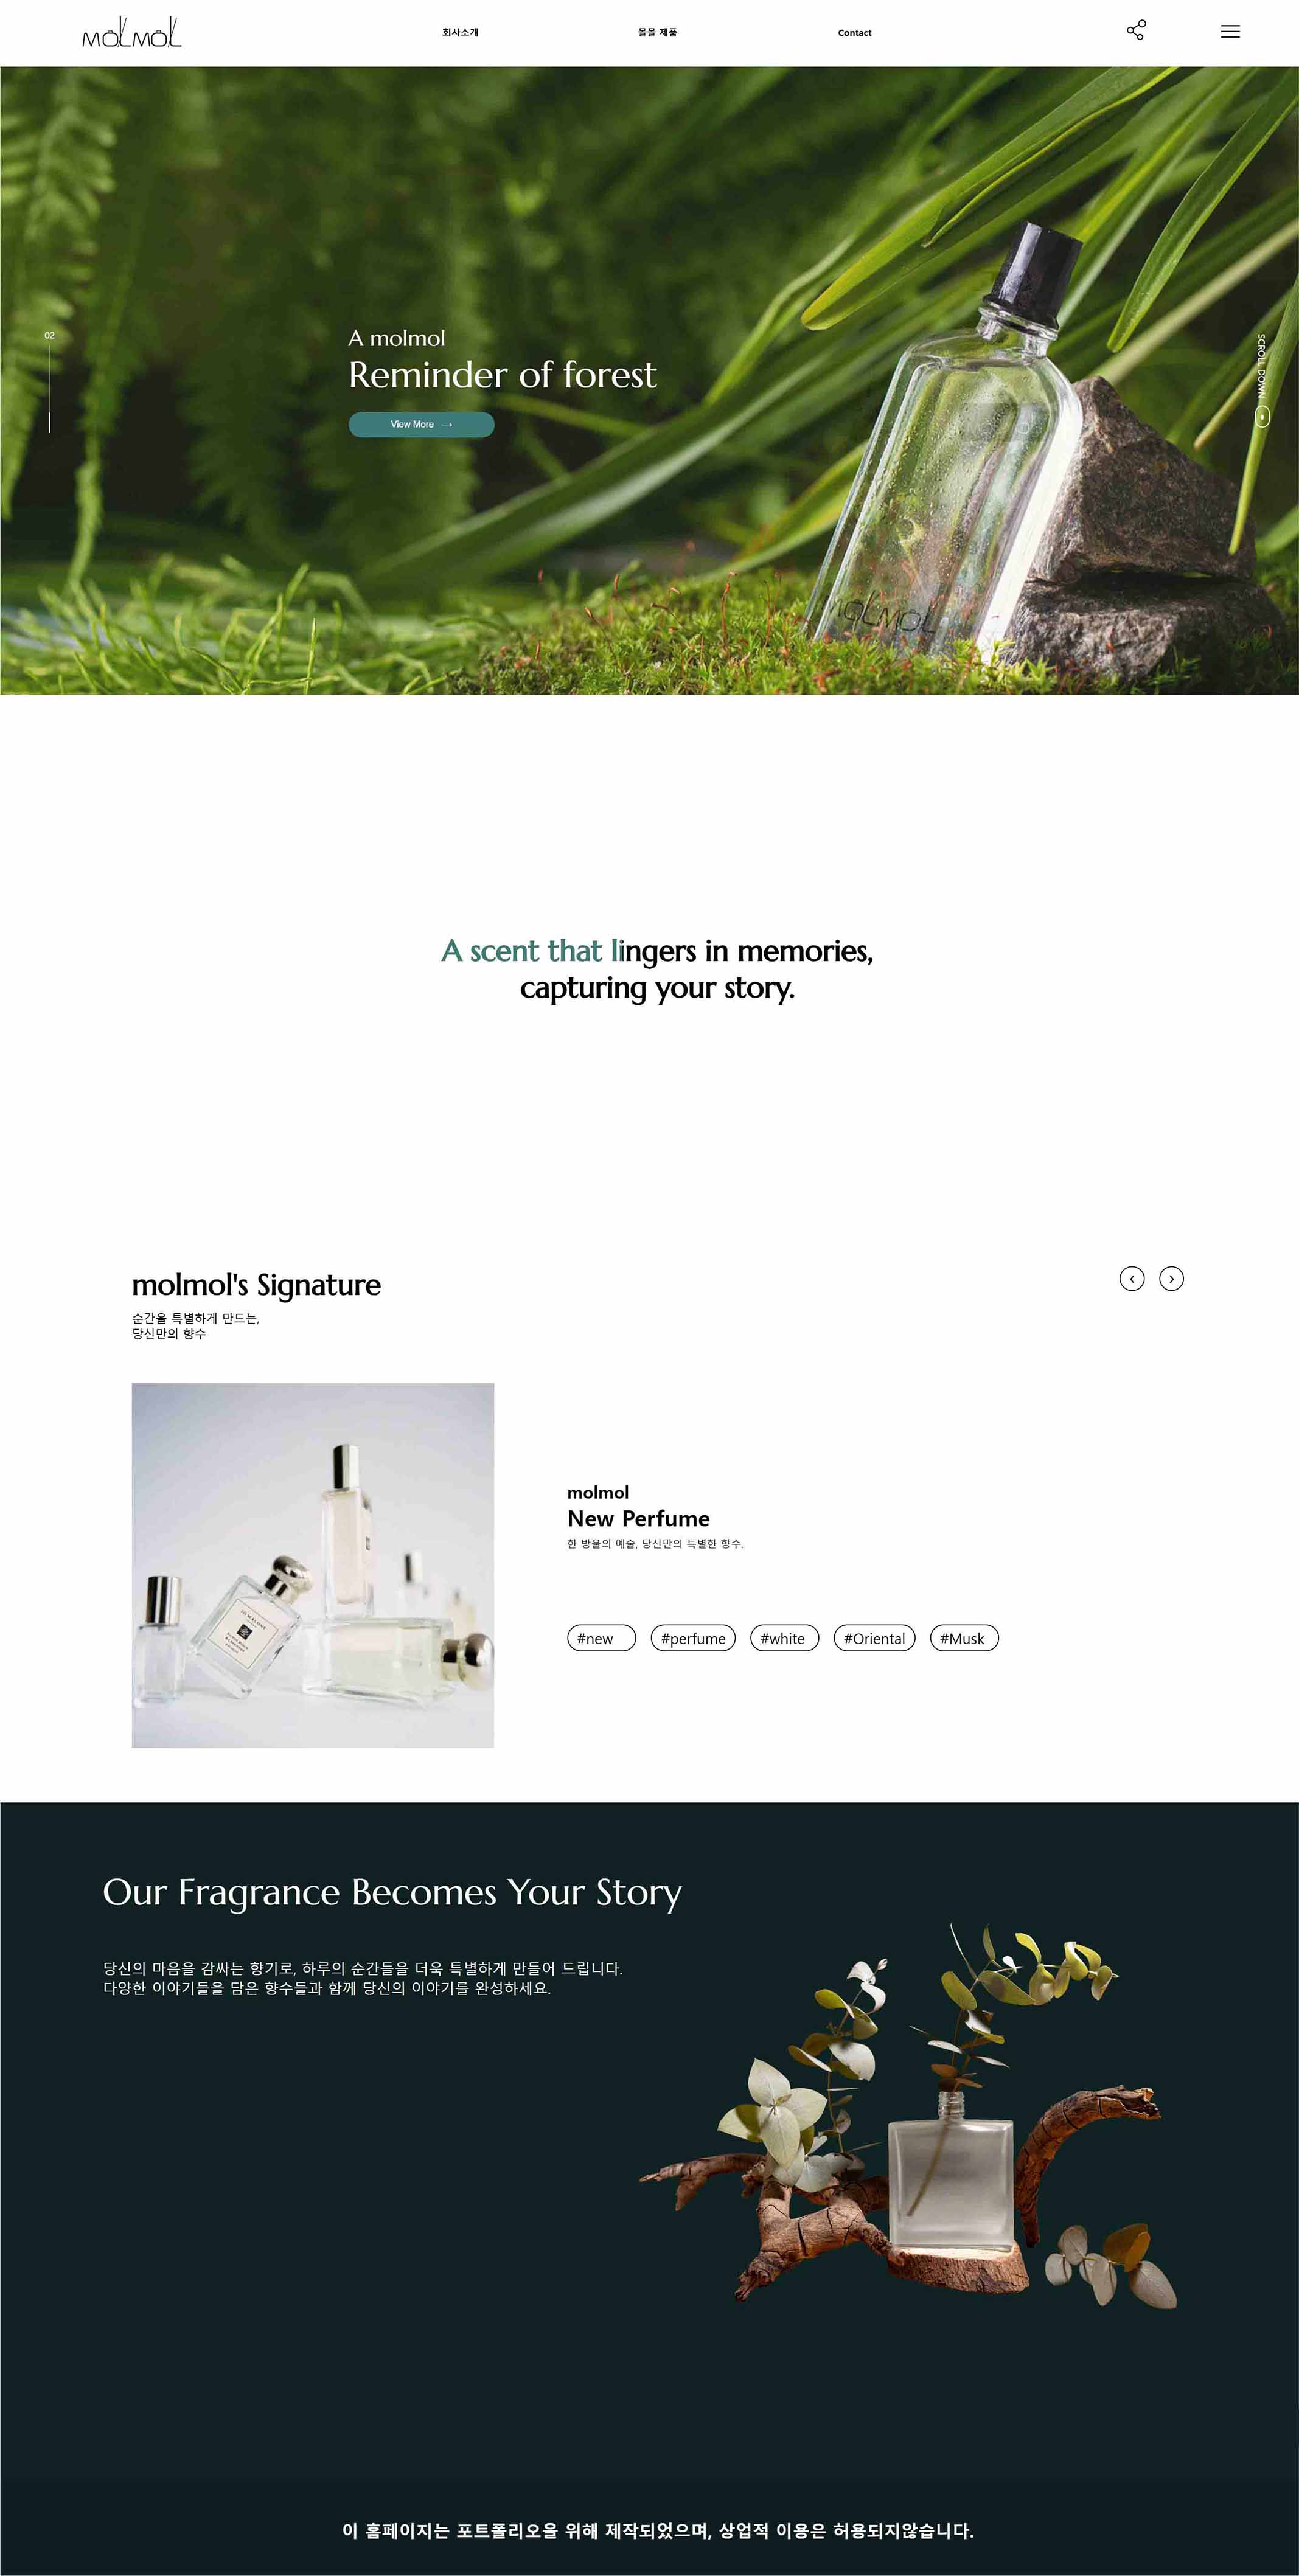 molmol
회사소개
몰몰 제품
Contact
02
A molmol
Reminder of forest
View More →
SCROLL DOWN
molmol
A scent that lingers in memories,
capturing your story.
molmol's Signature
순간을 특별하게 만드는,
당신만의 향수
JO MALONE
molmol
New Perfume
한 방울의 예술, 당신만의 특별한 향수.
#new
#perfume
#white
#Oriental
#Musk
Our Fragrance Becomes Your Story
당신의 마음을 감싸는 향기로, 하루의 순간들을 더욱 특별하게 만들어 드립니다.
다양한 이야기들을 담은 향수들과 함께 당신의 이야기를 완성하세요.
이 홈페이지는 포트폴리오을 위해 제작되었으며, 상업적 이용은 허용되지않습니다.